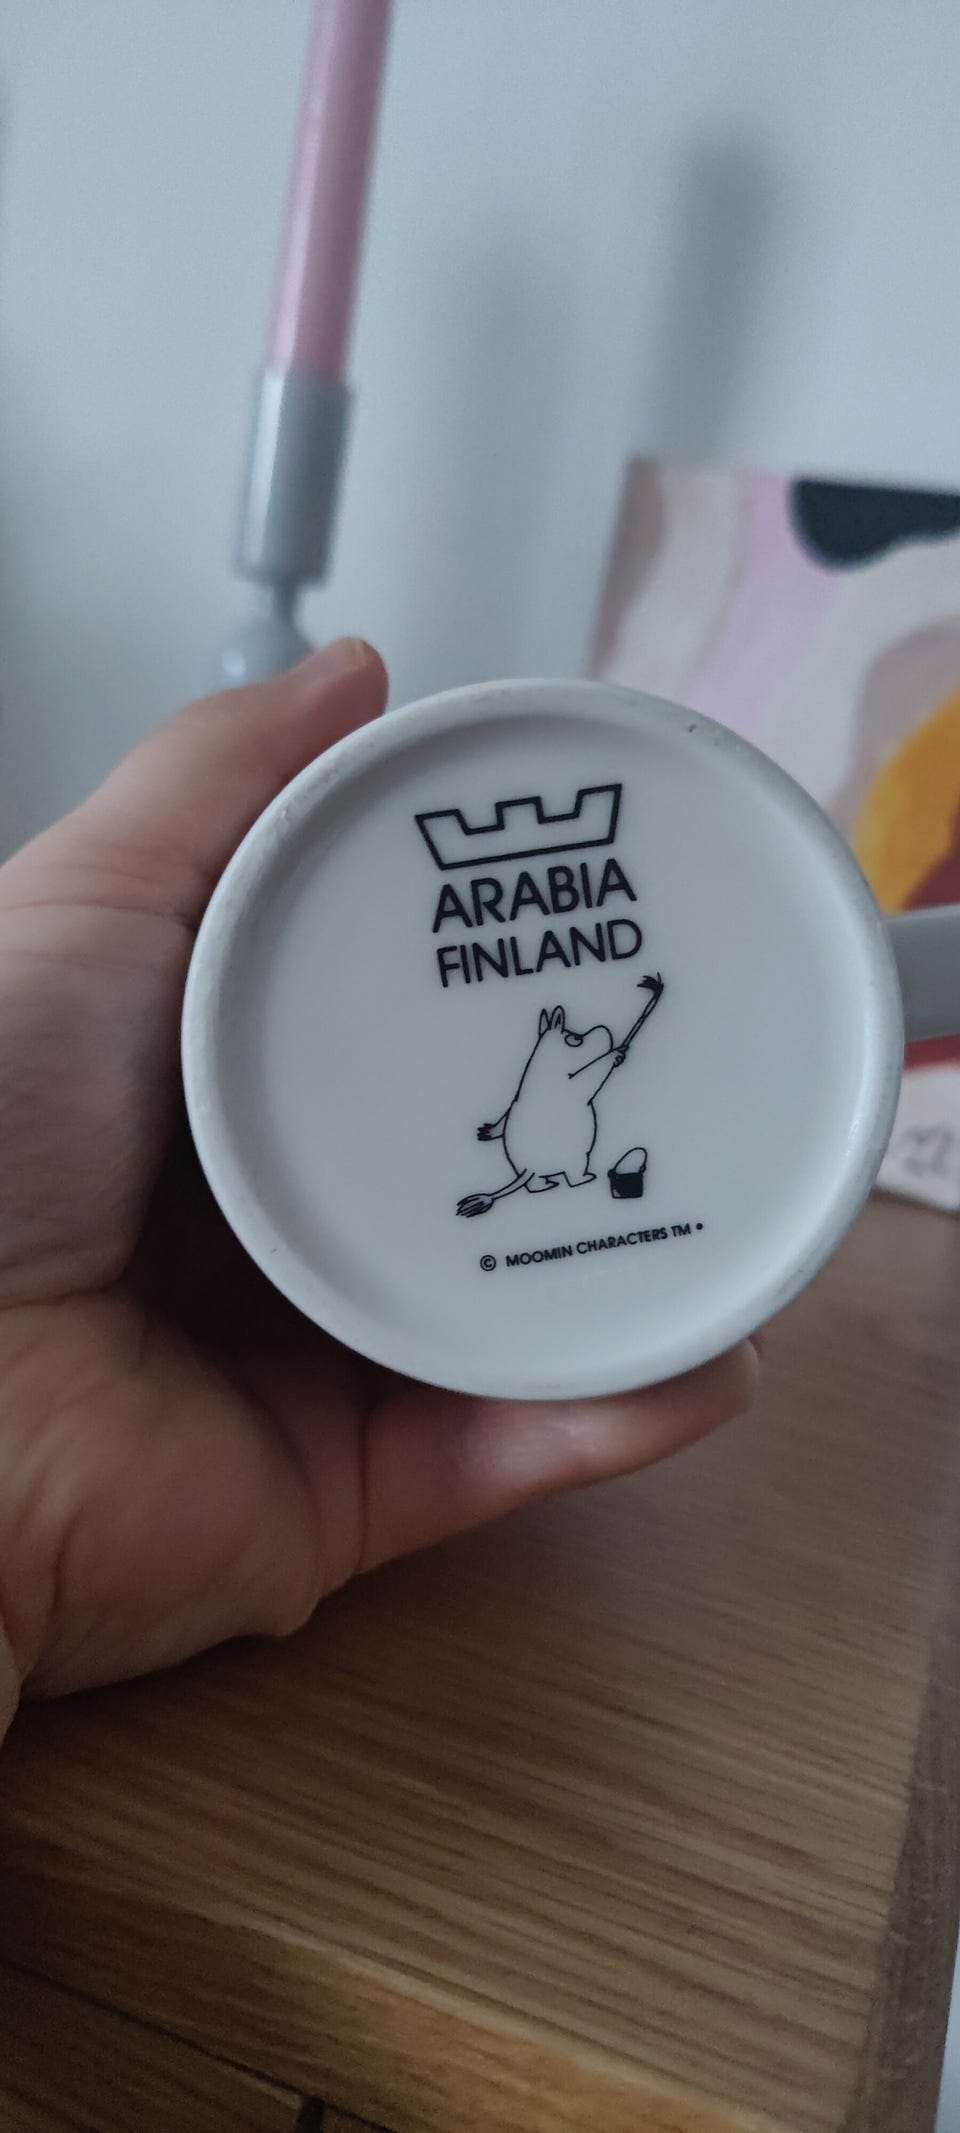 ARABIA
FINLAND
© MOOMIN CHARACTERS TM •